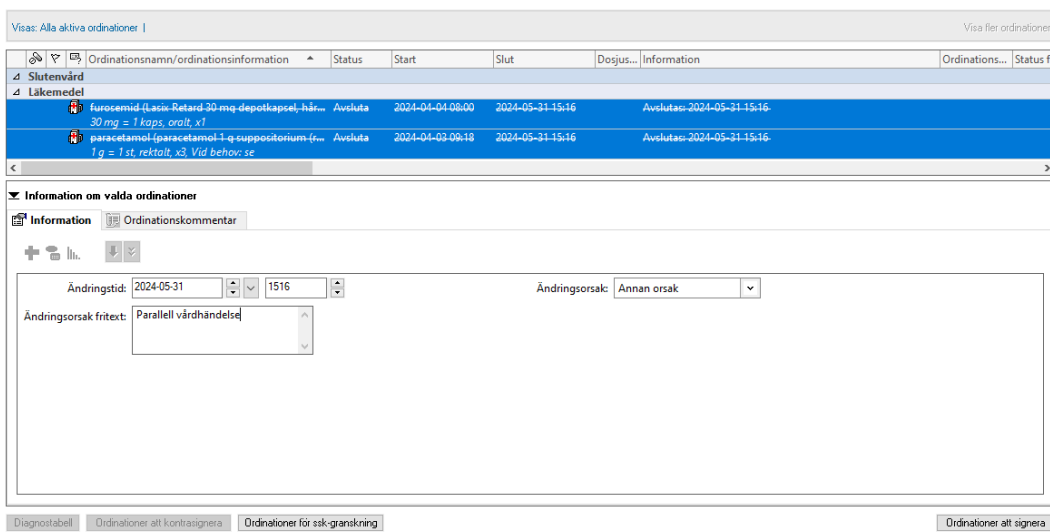 Visas: Alla aktiva ordinationer | Visa fler ordinationer
Ordinationsnamn/ordinationsinformation Status Start Slut Dosjus... Information Ordinations... Status f
Slutenvård
Läkemedel
furosemid (Lasix Retard 30 mg depotkapsel, hår... Avsluta 2024-04-04 08:00 2024-05-31 15:16 Avslutas: 2024-05-31 15:16
30 mg = 1 kaps, oralt, x1
paracetamol (paracetamol 1 g suppositorium (r... Avsluta 2024-04-03 09:18 2024-05-31 15:16 Avslutas: 2024-05-31 15:16
1 g = 1 st, rektalt, x3, Vid behov: se
Information om valda ordinationer
Information Ordinationskommentar
Ändringstid: 2024-05-31 1516 Ändringsorsak: Annan orsak
Ändringsorsak fritext: Parallell vårdhändelse
Diagnostabell Ordinationer att kontrasignera Ordinationer för ssk-granskning Ordinationer att signera